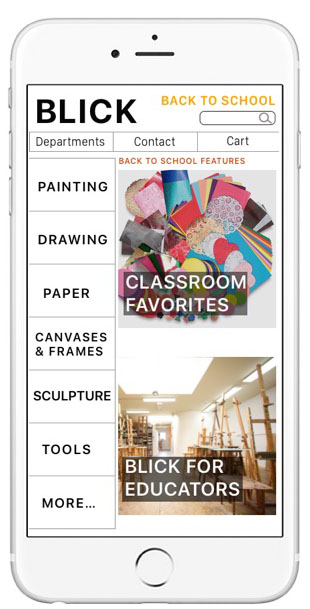 BLICK
BACK TO SCHOOL
Departments
Contact
Cart
BACK TO SCHOOL FEATURES
PAINTING
DRAWING
PAPER
CANVASES
& FRAMES
SCULPTURE
TOOLS
MORE...
CLASSROOM
FAVORITES
BLICK FOR
EDUCATORS